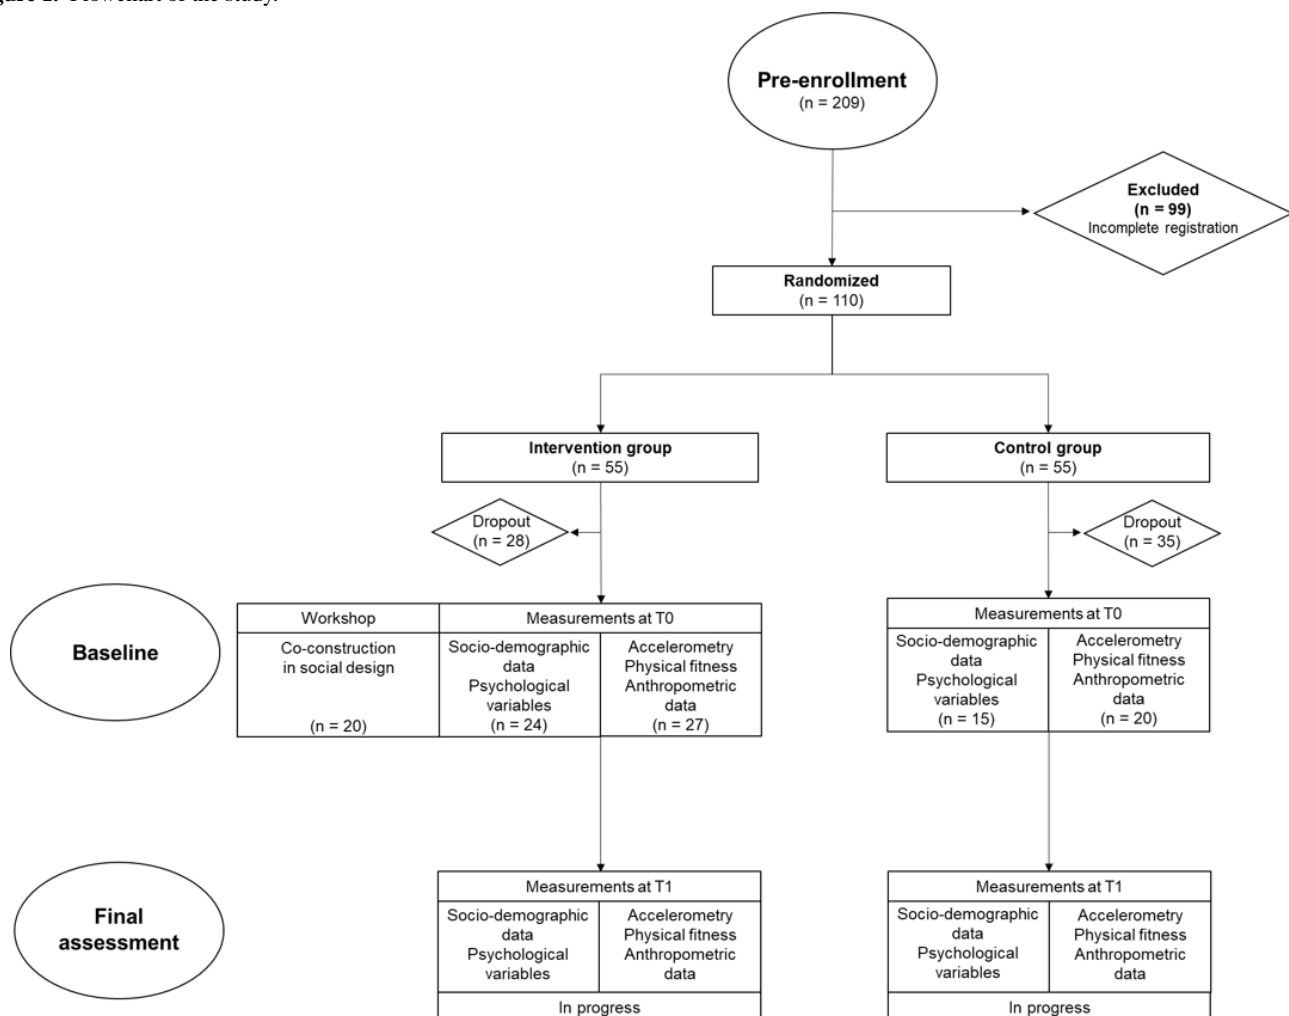 Flowchart of the study.
Pre-enrollment
(n = 209)
Excluded
(n = 99)
Incomplete registration
Randomized
(n = 110)
Intervention group
(n = 55)
Control group
(n = 55)
Dropout
(n = 28)
Dropout
(n = 35)
Baseline
Workshop
Co-construction
in social design
(n = 20)
Measurements at T0
Socio-demographic
data
Psychological
variables
(n = 24)
Accelerometry
Physical fitness
Anthropometric
data
(n = 27)
Measurements at T0
Socio-demographic
data
Psychological
variables
(n = 15)
Accelerometry
Physical fitness
Anthropometric
data
(n = 20)
Final
assessment
Measurements at T1
Socio-demographic
data
Psychological
variables
Accelerometry
Physical fitness
Anthropometric
data
In progress
Measurements at T1
Socio-demographic
data
Psychological
variables
Accelerometry
Physical fitness
Anthropometric
data
In progress